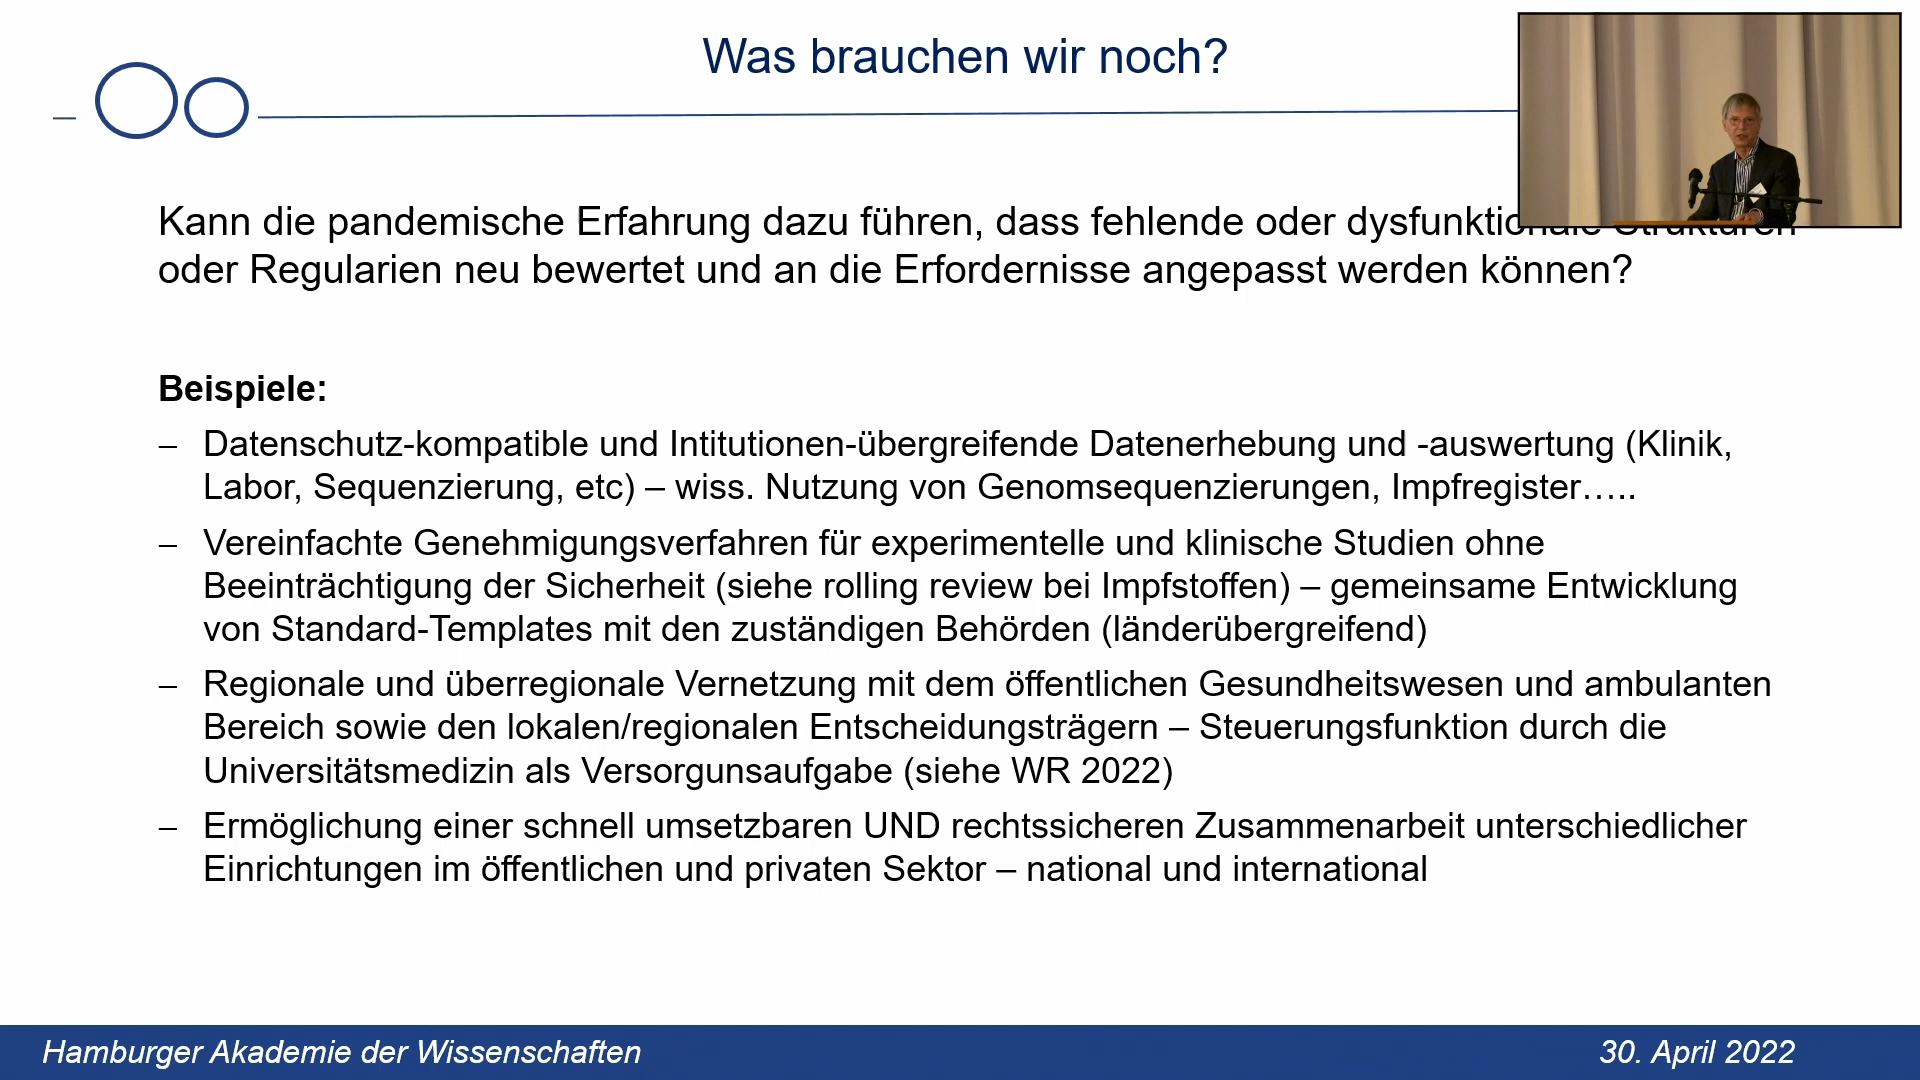 Was brauchen wir noch?
Kann die pandemische Erfahrung dazu führen, dass fehlende oder dysfunktionale Strukturen
oder Regularien neu bewertet und an die Erfordernisse angepasst werden können?
Beispiele:
– Datenschutz-kompatible und Intitutionen-übergreifende Datenerhebung und -auswertung (Klinik,
Labor, Sequenzierung, etc) – wiss. Nutzung von Genomsequenzierungen, Impfregister…..
– Vereinfachte Genehmigungsverfahren für experimentelle und klinische Studien ohne
Beeinträchtigung der Sicherheit (siehe rolling review bei Impfstoffen) – gemeinsame Entwicklung
von Standard-Templates mit den zuständigen Behörden (länderübergreifend)
– Regionale und überregionale Vernetzung mit dem öffentlichen Gesundheitswesen und ambulanten
Bereich sowie den lokalen/regionalen Entscheidungsträgern – Steuerungsfunktion durch die
Universitätsmedizin als Versorgunsaufgabe (siehe WR 2022)
– Ermöglichung einer schnell umsetzbaren UND rechtssicheren Zusammenarbeit unterschiedlicher
Einrichtungen im öffentlichen und privaten Sektor – national und international
Hamburger Akademie der Wissenschaften
30. April 2022